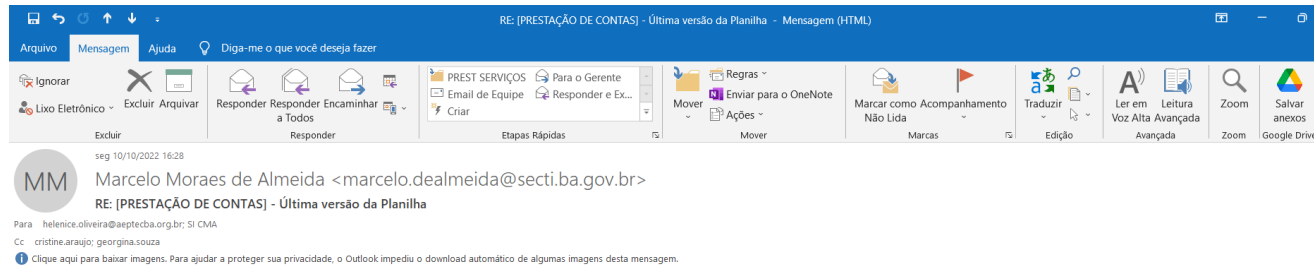 RE: [PRESTAÇÃO DE CONTAS] - Última versão da Planilha - Mensagem (HTML)
Arquivo Mensagem Ajuda Diga-me o que você deseja fazer
Ignorar
Lixo Eletrônico
Excluir
Arquivar
Excluir
Responder
Responder a Todos
Encaminhar
Responder
PREST SERVIÇOS
Para o Gerente
Email de Equipe
Responder e Ex...
Criar
Etapas Rápidas
Mover
Regras
Enviar para o OneNote
Ações
Mover
Marcar como Não Lida
Acompanhamento
Marcas
Traduzir
Edição
Ler em Voz Alta
Leitura Avançada
Avançada
Zoom
Zoom
Salvar anexos
Google Drive
seg 10/10/2022 16:28
MM
Marcelo Moraes de Almeida <marcelo.dealmeida@secti.ba.gov.br>
RE: [PRESTAÇÃO DE CONTAS] - Última versão da Planilha
Para helenice.oliveira@aeptecba.org.br; SI CMA
Cc cristine.araujo; georgina.souza
Clique aqui para baixar imagens. Para ajudar a proteger sua privacidade, o Outlook impediu o download automático de algumas imagens desta mensagem.